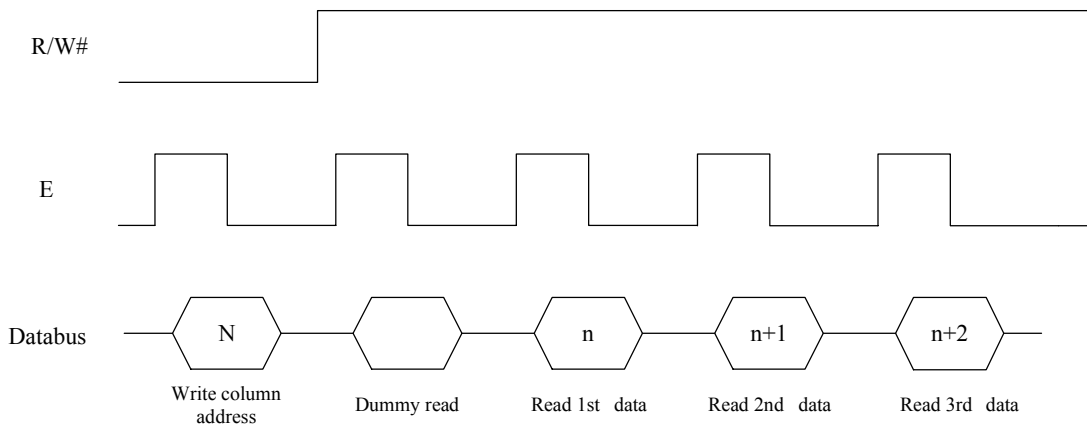 R/W#
E
Databus
N
n
n+1
n+2
Write column
address
Dummy read
Read 1st data
Read 2nd data
Read 3rd data